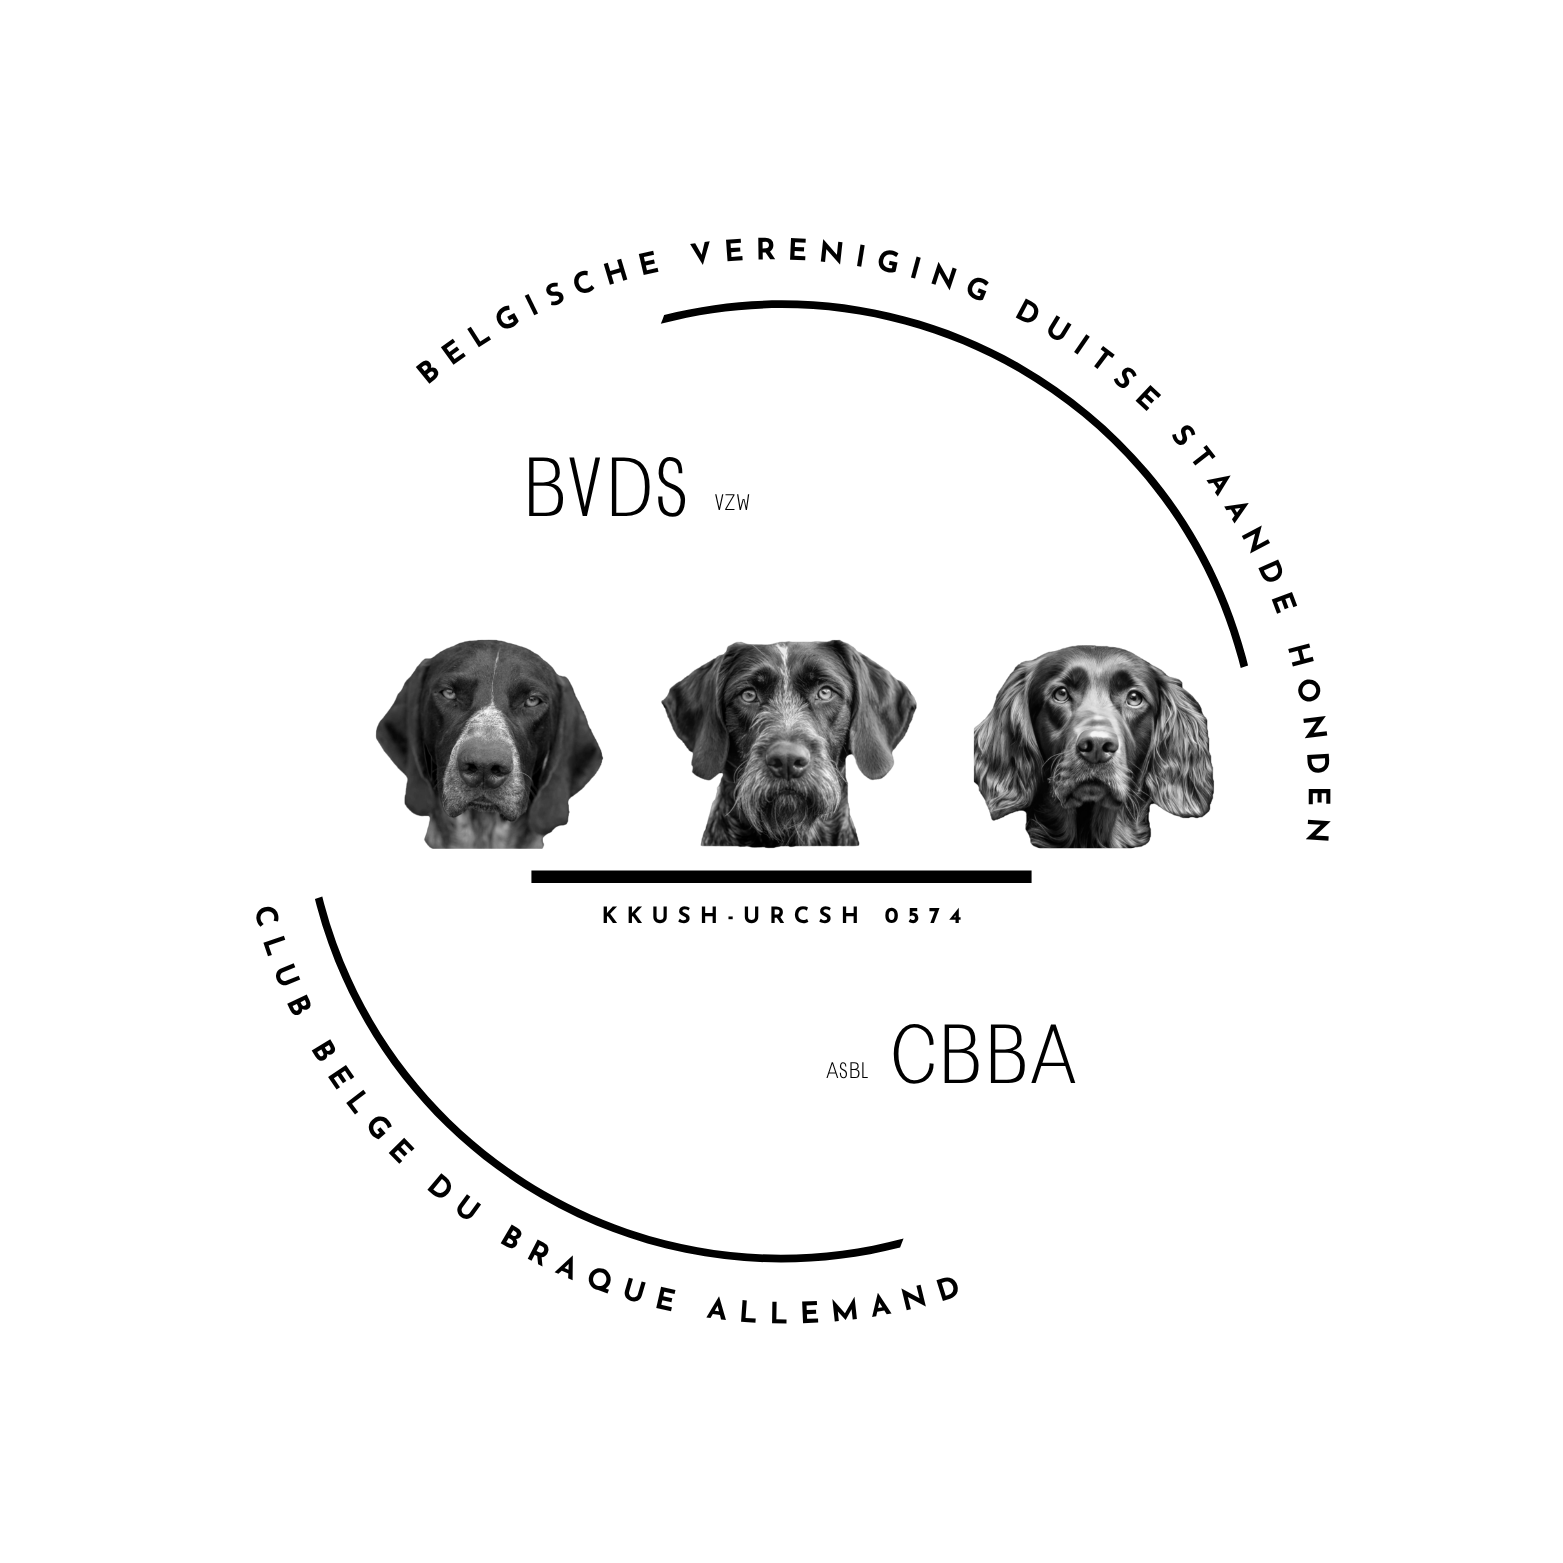 BELGISCHE VERENIGING DUITSE STAANDE HONDEN
BVDS VZW
KKUSH-URCSH 0574
ASBL CBBA
CLUB BELGE DU BRAQUE ALLEMAND